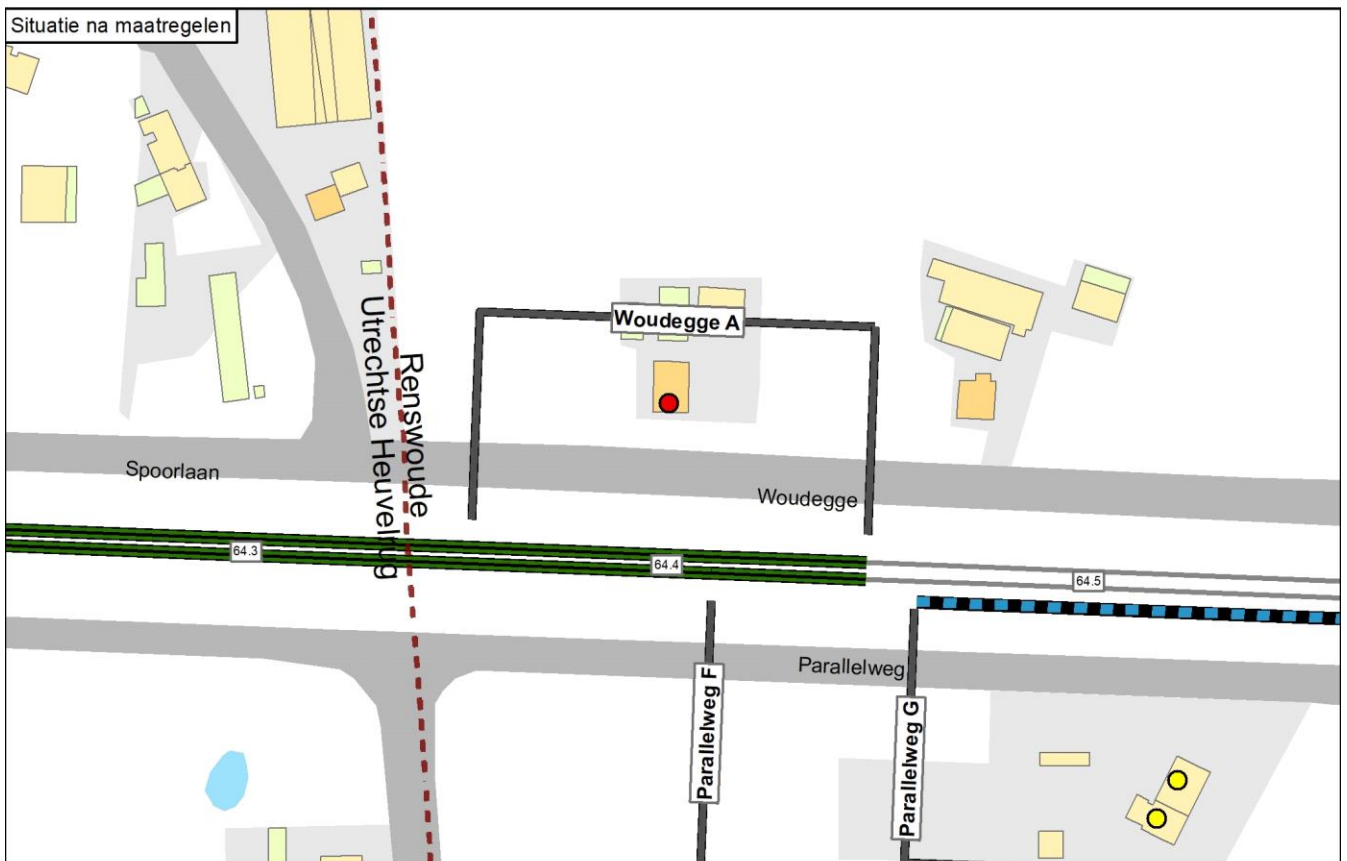 Situatie na maatregelen
Woudegge A
Utrechtse Heuvelrug
Renswoude
Spoorlaan
Woudegge
64.3
64.4
64.5
Parallelweg
Parallelweg F
Parallelweg G